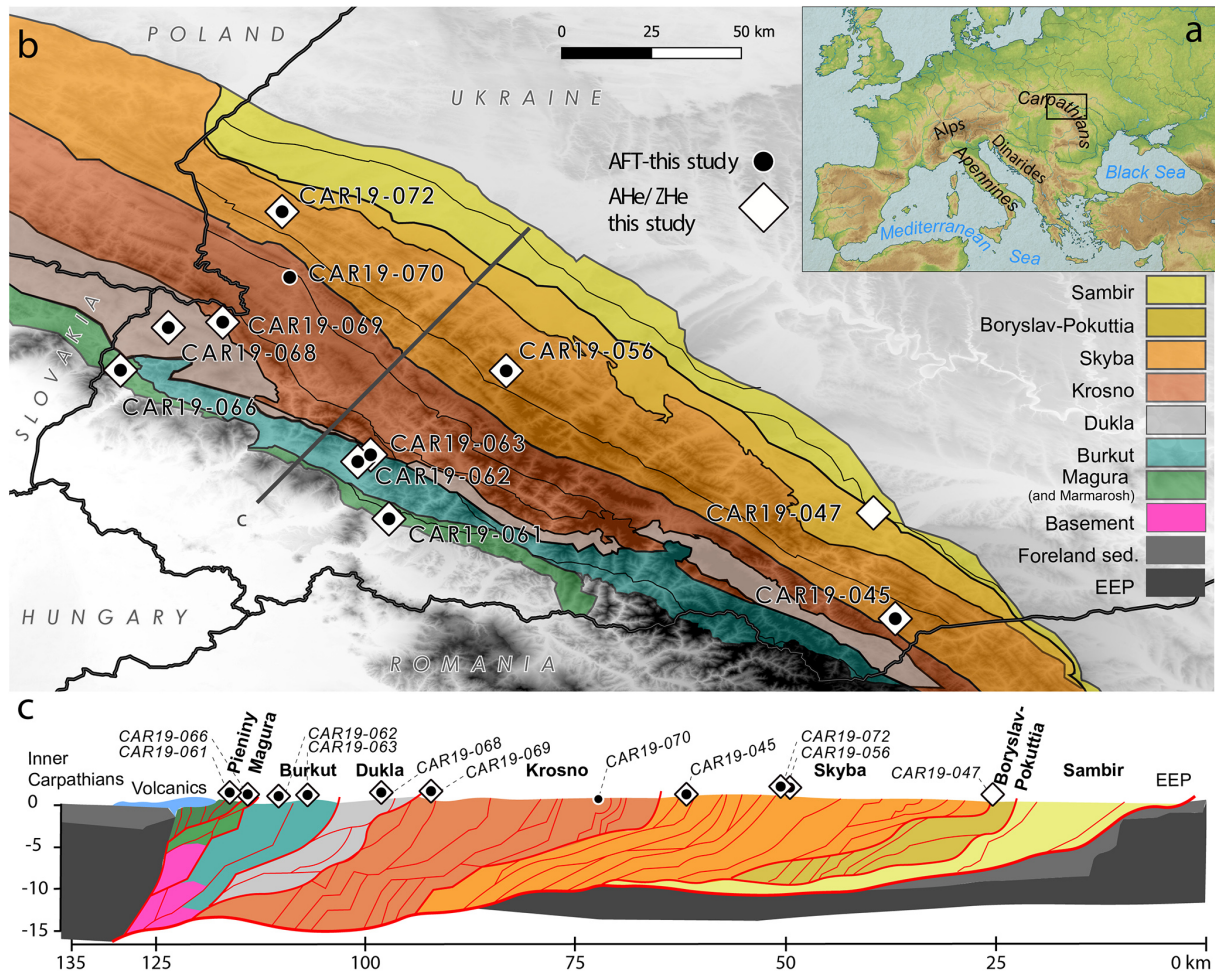 b
POLAND
UKRAINE
0 25 50 km
AFT-this study
AHe/ZHe
this study
CAR19-072
CAR19-070
CAR19-069
CAR19-068
CAR19-056
CAR19-066
CAR19-063
CAR19-062
CAR19-061
CAR19-047
CAR19-045
SLOVAKIA
HUNGARY
ROMANIA
c
a
Carpathians
Alps
Dinarides
Apennines
Black Sea
Mediterranean-
Sea
Sambir
Boryslav-Pokuttia
Skyba
Krosno
Dukla
Burkut
Magura
(and Marmarosh)
Basement
Foreland sed.
EEP
c
Inner
Carpathians
Volcanics
CAR19-066
CAR19-061
Pieniny
Magura
CAR19-062
CAR19-063
Burkut
Dukla
CAR19-068
CAR19-069
Krosno
CAR19-070
CAR19-045
CAR19-072
CAR19-056
Skyba
CAR19-047
Boryslav-
Pokuttia
Sambir
EEP
0
-5
-10
-15
135 125 100 75 50 25 0 km